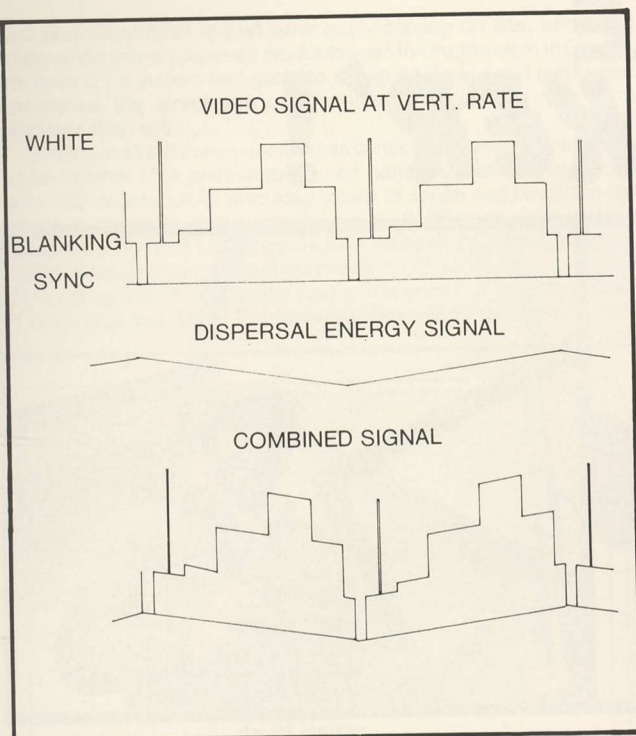 VIDEO SIGNAL AT VERT. RATE
WHITE
BLANKING
SYNC
DISPERSAL ENERGY SIGNAL
COMBINED SIGNAL